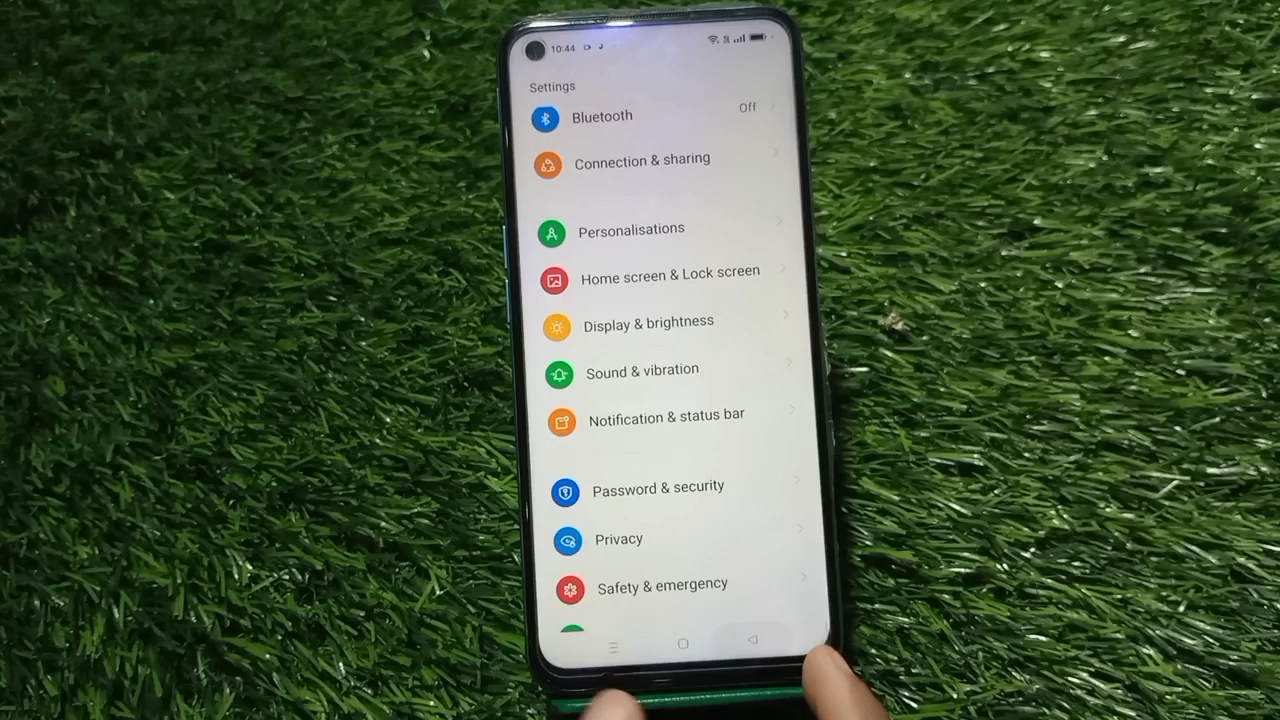 10:44
Settings
Bluetooth Off
Connection & sharing
Personalisations
Home screen & Lock screen
Display & brightness
Sound & vibration
Notification & status bar
Password & security
Privacy
Safety & emergency